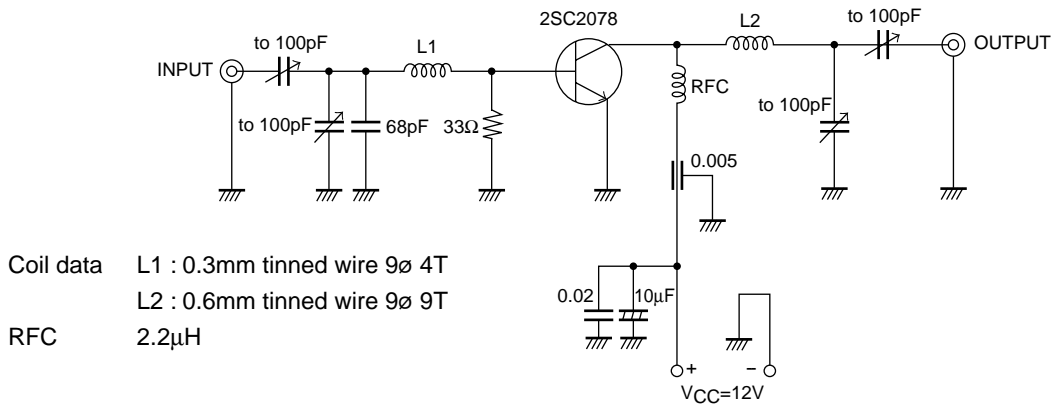 2SC2078
L2
to 100pF
to 100pF
L1
INPUT
OUTPUT
RFC
to 100pF
to 100pF
68pF
33Ω
0.005
Coil data L1 : 0.3mm tinned wire 9ø 4T
L2 : 0.6mm tinned wire 9ø 9T
0.02
10μF
RFC 2.2μH
+
−
VCC=12V